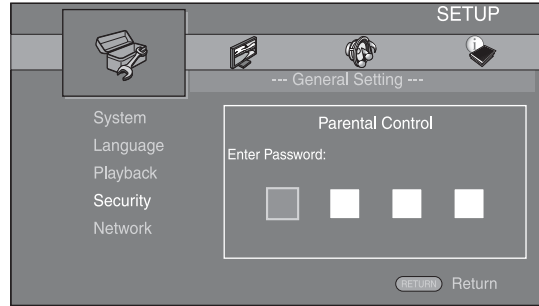 SETUP
--- General Setting ---
System
Language
Playback
Security
Network
Parental Control
Enter Password:
RETURN Return